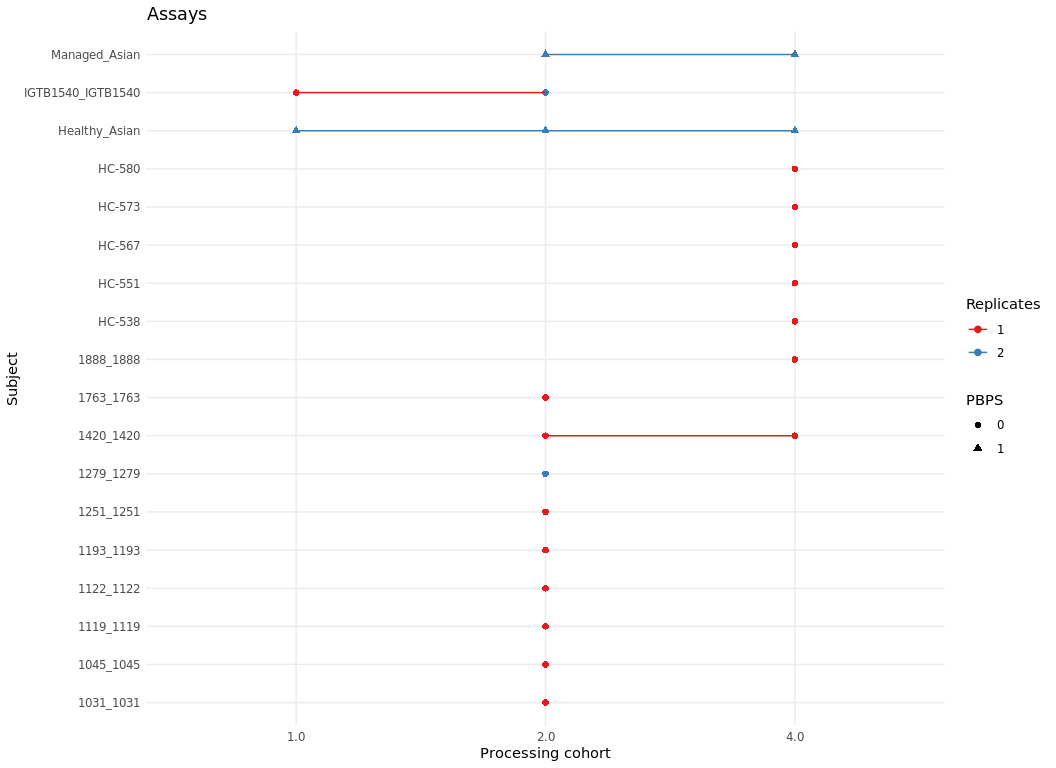 Assays
Managed_Asian
IGTB1540_IGTB1540
Healthy_Asian
HC-580
HC-573
HC-567
HC-551
HC-538
1888_1888
1763_1763
1420_1420
1279_1279
1251_1251
1193_1193
1122_1122
1119_1119
1045_1045
1031_1031
Subject
1.0 2.0 4.0
Processing cohort
Replicates
1
2
PBPS
0
1